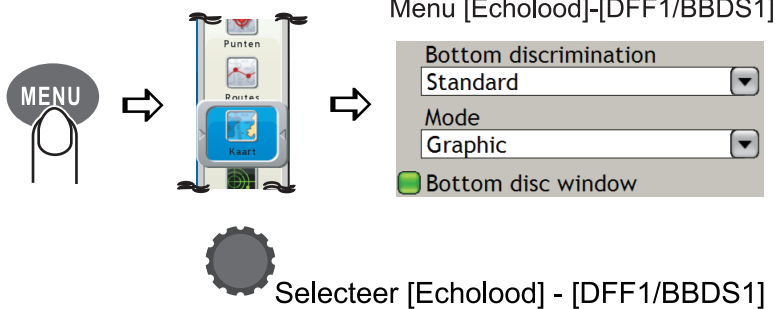 Menu [Echolood]-[DFF1/BBDS1]
MENU
Punten
Routes
Kaart
Bottom discrimination
Standard
Mode
Graphic
Bottom disc window
Selecteer [Echolood] - [DFF1/BBDS1]